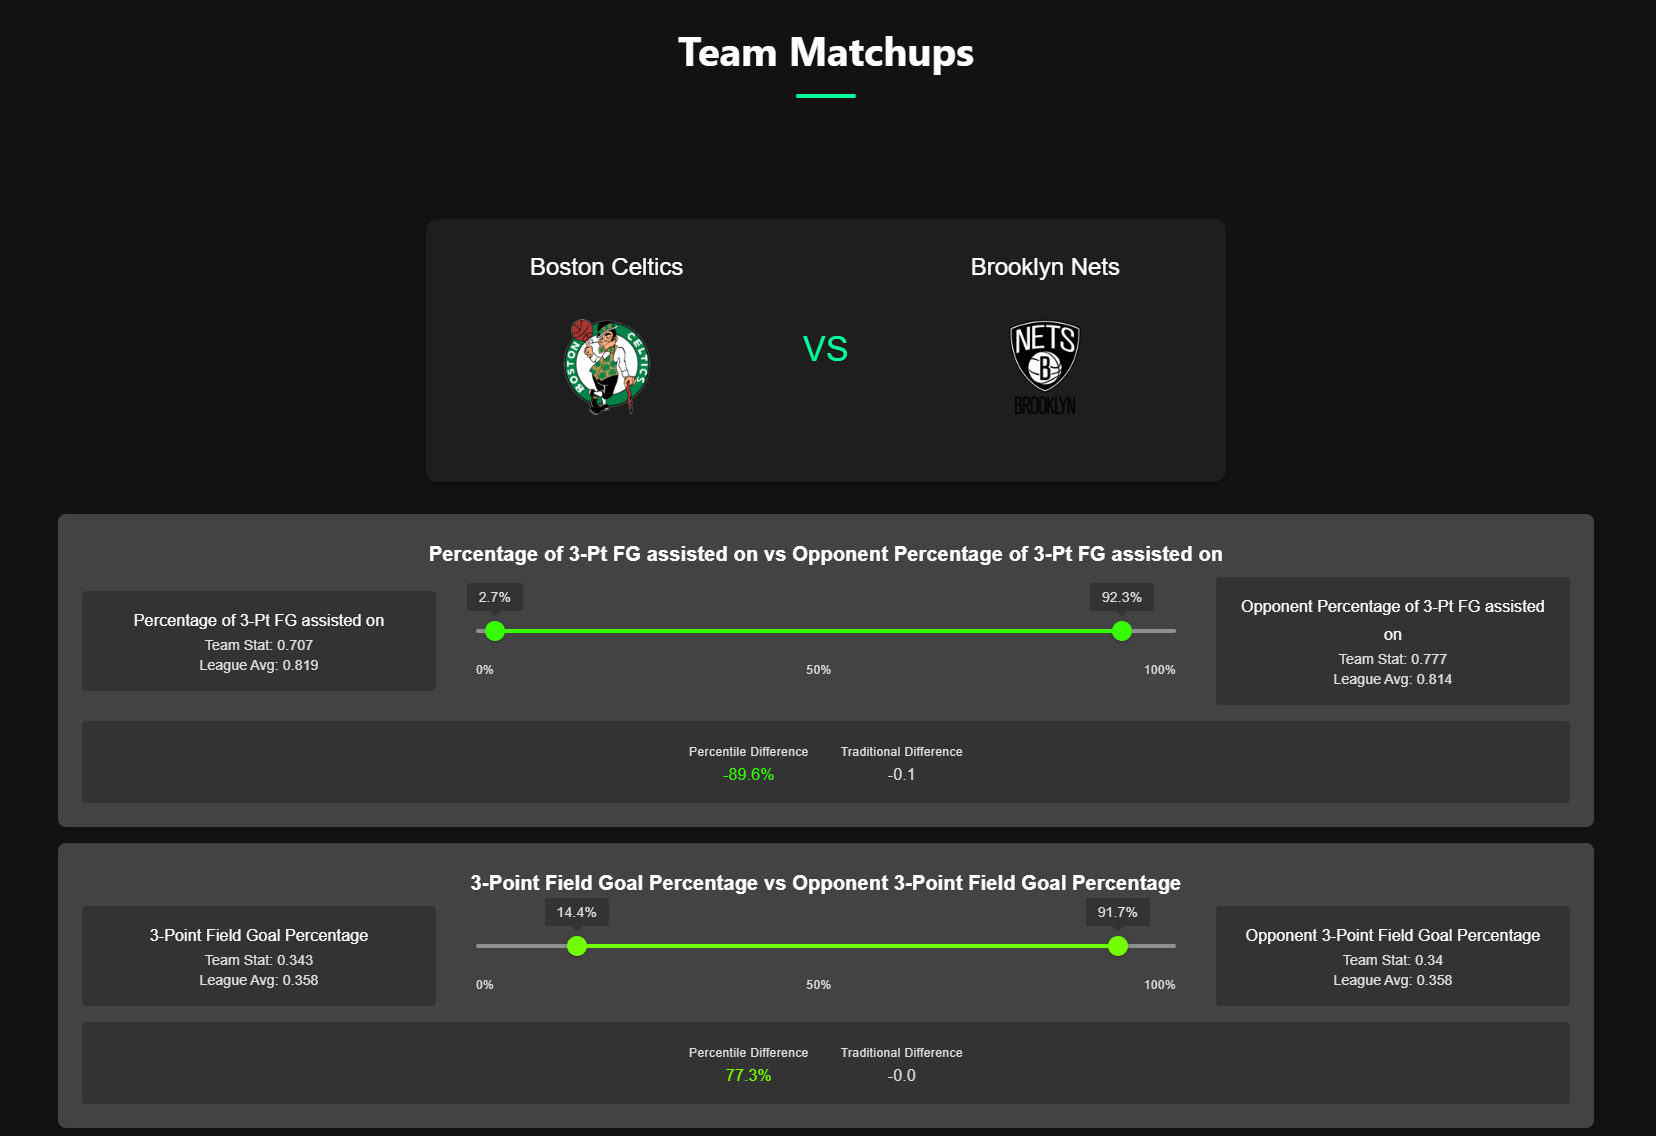 Team Matchups
Boston Celtics
Brooklyn Nets
BOSTON CELTICS
VS
NETS
B
BROOKLYN
Percentage of 3-Pt FG assisted on vs Opponent Percentage of 3-Pt FG assisted on
Percentage of 3-Pt FG assisted on
Team Stat: 0.707
League Avg: 0.819
2.7%
92.3%
0%
50%
100%
Opponent Percentage of 3-Pt FG assisted
on
Team Stat: 0.777
League Avg: 0.814
Percentile Difference
-89.6%
Traditional Difference
-0.1
3-Point Field Goal Percentage vs Opponent 3-Point Field Goal Percentage
3-Point Field Goal Percentage
Team Stat: 0.343
League Avg: 0.358
14.4%
91.7%
0%
50%
100%
Opponent 3-Point Field Goal Percentage
Team Stat: 0.34
League Avg: 0.358
Percentile Difference
77.3%
Traditional Difference
-0.0